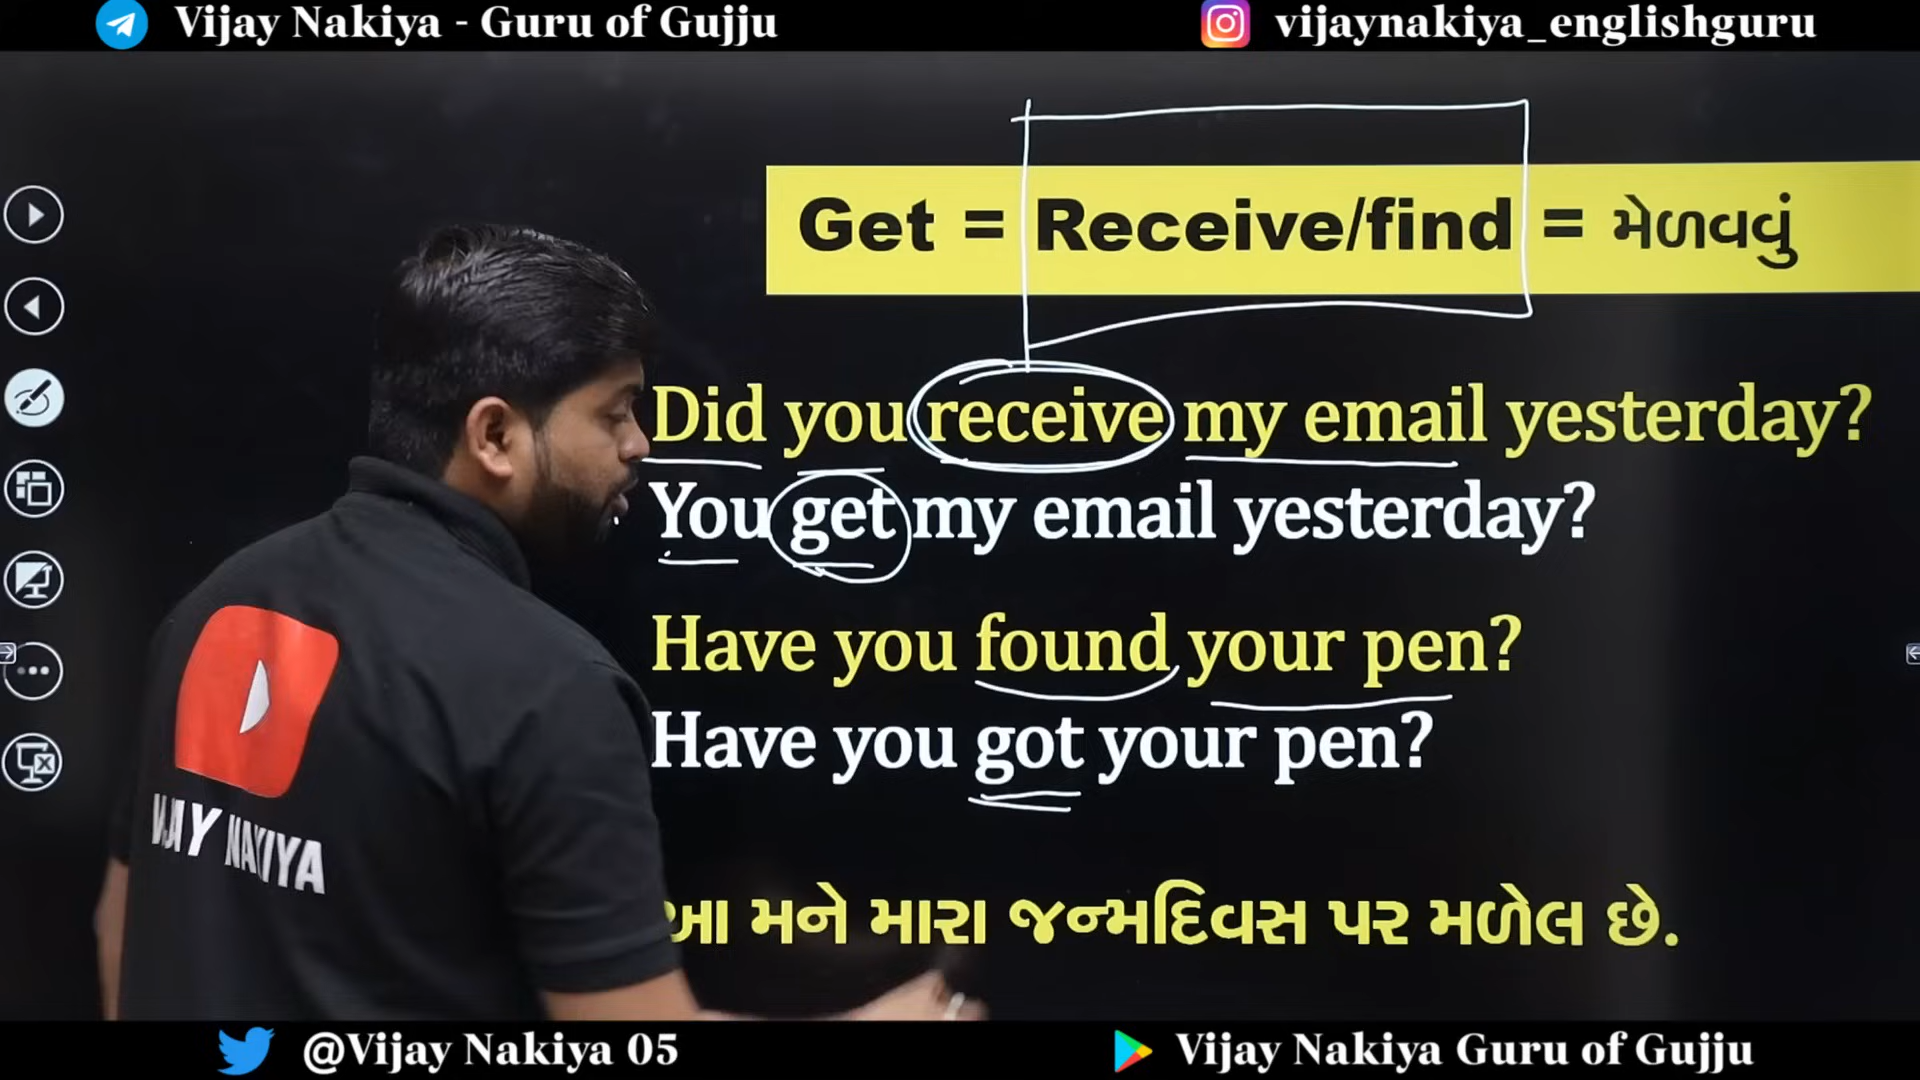 Vijay Nakiya - Guru of Gujju
vijaynakiya_englishguru
Get = Receive/find = મેળવવું
Did you receive my email yesterday?
You get my email yesterday?
Have you found your pen?
Have you got your pen?
આ મને મારા જન્મદિવસ પર મળેલ છે.
VIJAY NAKIYA
@Vijay Nakiya 05
Vijay Nakiya Guru of Gujju